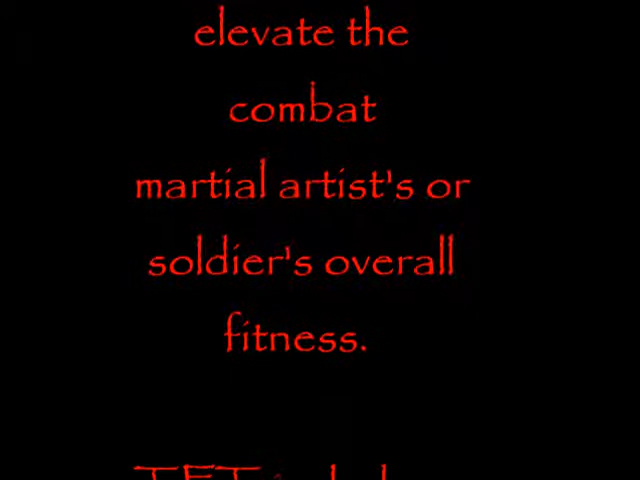 elevate the
combat
martial artist's or
soldier's overall
fitness.